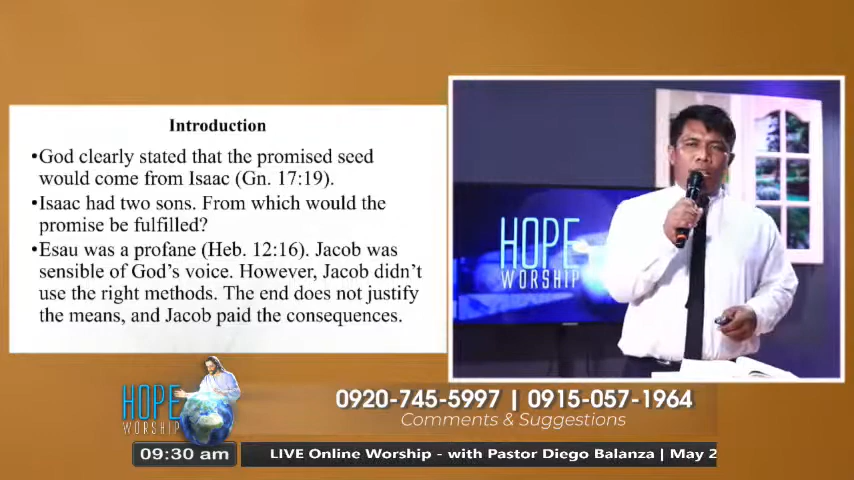 Introduction
•God clearly stated that the promised seed
would come from Isaac (Gn. 17:19).
•Isaac had two sons. From which would the
promise be fulfilled?
•Esau was a profane (Heb. 12:16). Jacob was
sensible of God's voice. However, Jacob didn't
use the right methods. The end does not justify
the means, and Jacob paid the consequences.
HOPE
WORSHIP
HOPE
WORSHIP
0920-745-5997 | 0915-057-1964
Comments & Suggestions
09:30 am
LIVE Online Worship - with Pastor Diego Balanza | May 2